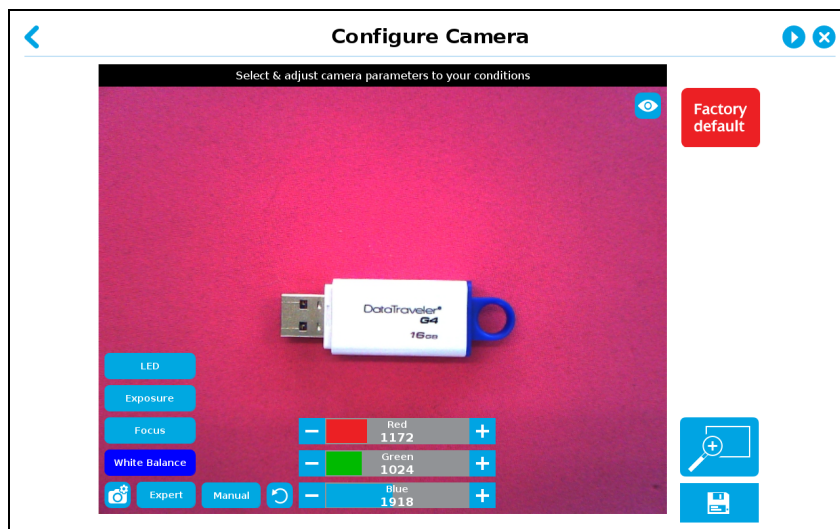 Configure Camera
Select & adjust camera parameters to your conditions
Factory
default
DataTraveler®
G4
16GB
LED
Exposure
Focus
White Balance
Expert
Manual
Red
1172
Green
1024
Blue
1918